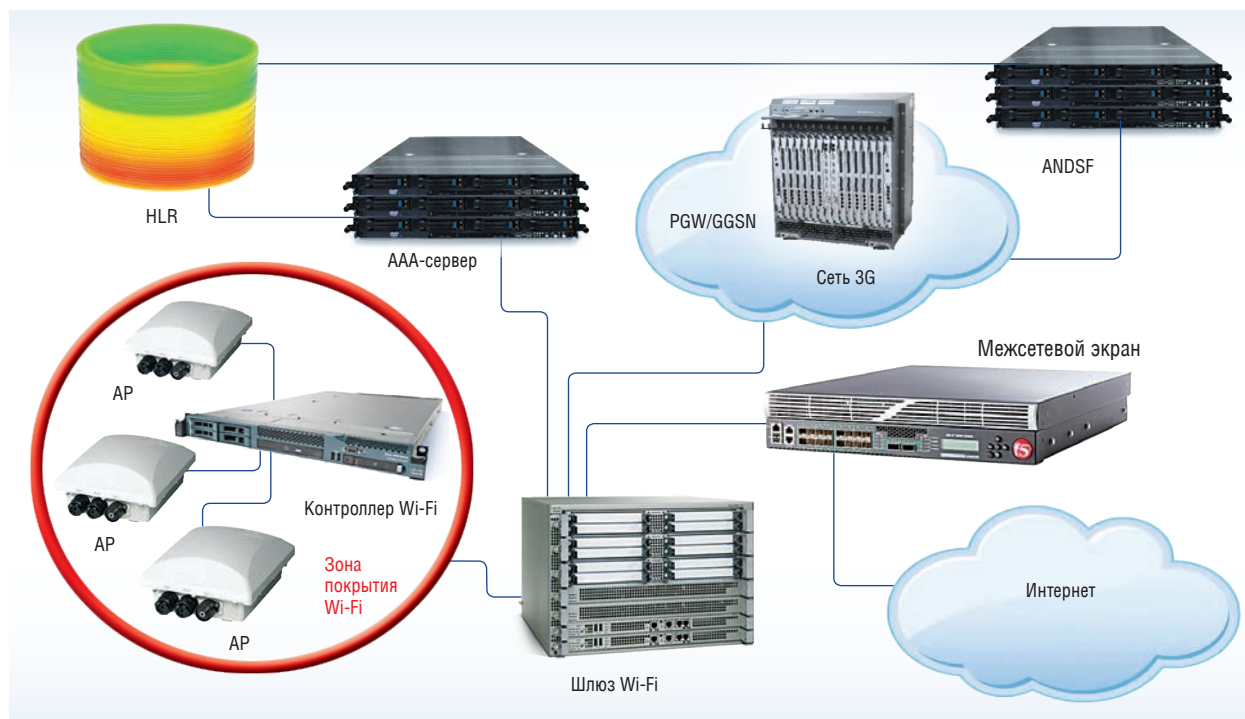 HLR
AAA-сервер
PGW/GGSN
Сеть 3G
ANDSF
Межсетевой экран
f5
AP
AP
AP
Контроллер Wi-Fi
Зона
покрытия
Wi-Fi
Шлюз Wi-Fi
Интернет